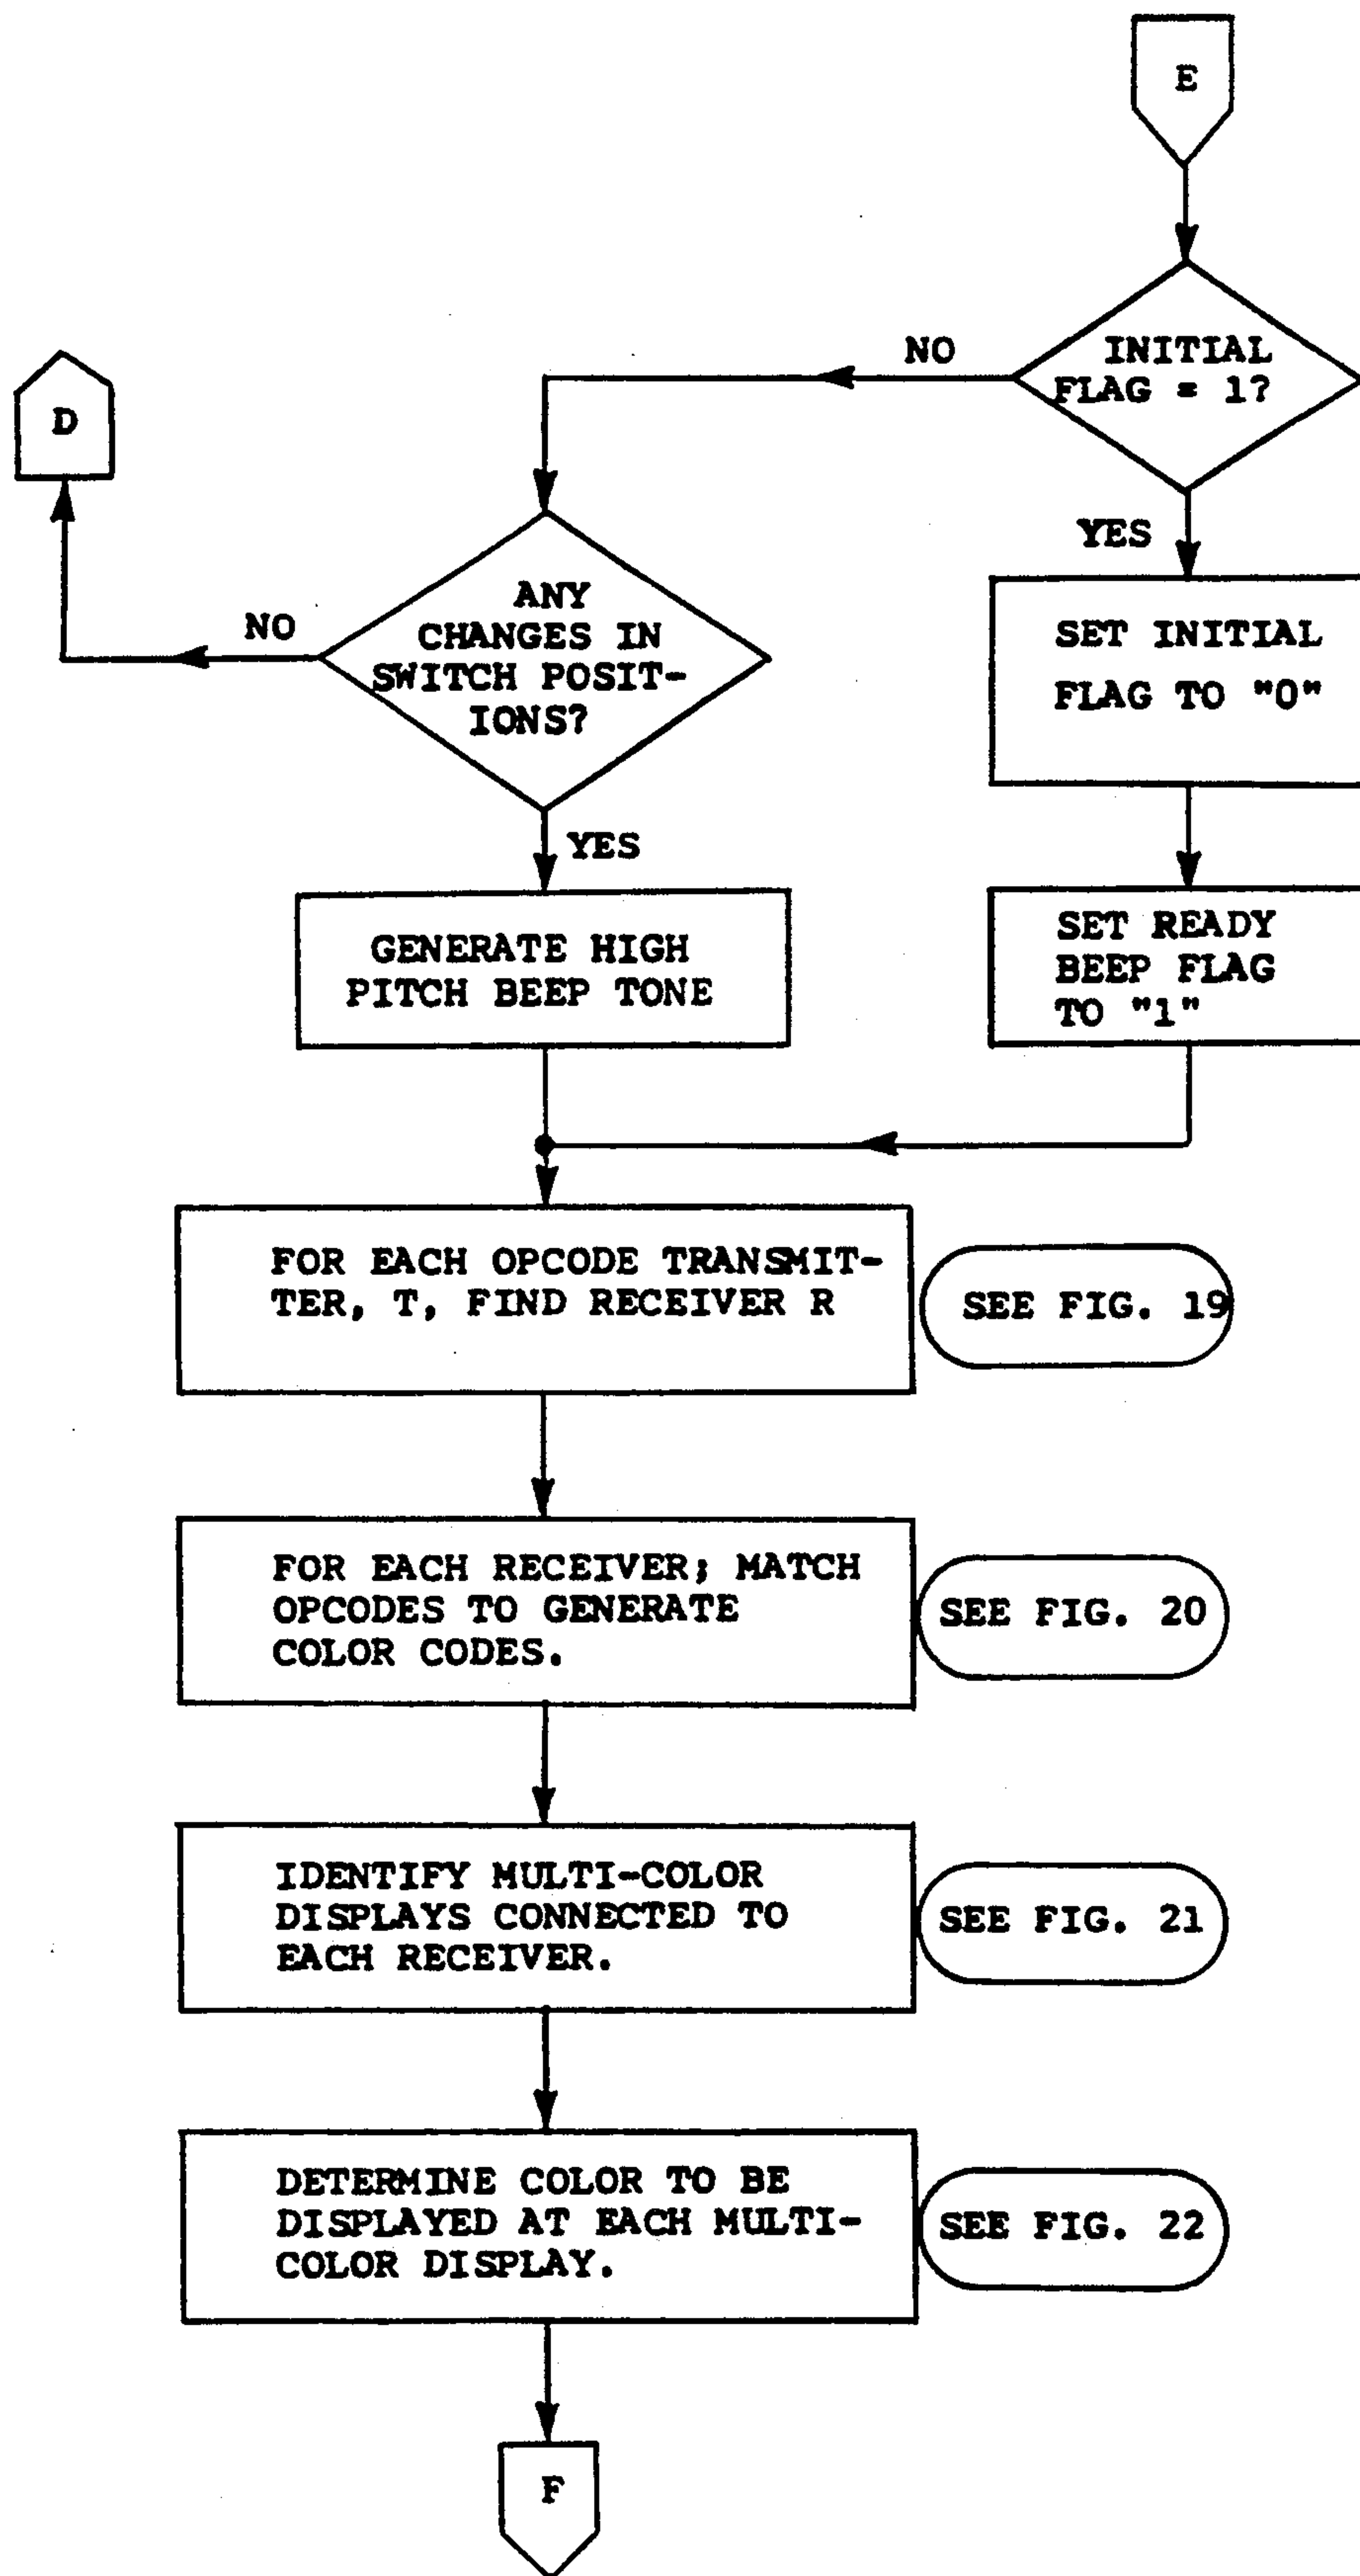 E
INITIAL
FLAG = 1?
NO
YES
D
ANY
CHANGES IN
SWITCH POSIT-
IONS?
NO
YES
SET INITIAL
FLAG TO "0"
GENERATE HIGH
PITCH BEEP TONE
SET READY
BEEP FLAG
TO "1"
FOR EACH OPCODE TRANSMIT-
TER, T, FIND RECEIVER R
SEE FIG. 19
FOR EACH RECEIVER; MATCH
OPCODES TO GENERATE
COLOR CODES.
SEE FIG. 20
IDENTIFY MULTI-COLOR
DISPLAYS CONNECTED TO
EACH RECEIVER.
SEE FIG. 21
DETERMINE COLOR TO BE
DISPLAYED AT EACH MULTI-
COLOR DISPLAY.
SEE FIG. 22
F